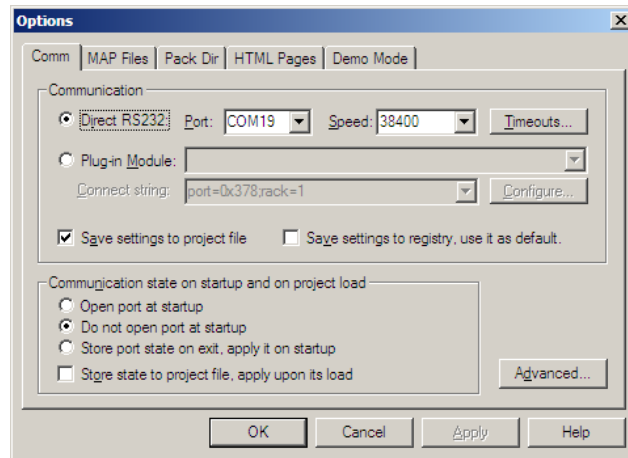 Options
Comm MAP Files Pack Dir HTML Pages Demo Mode
Communication
Direct RS232: Port: COM19 Speed: 38400 Timeouts...
Plug-in Module:
Connect string: port=0x378;rack=1 Configure...
Save settings to project file Save settings to registry, use it as default.
Communication state on startup and on project load
Open port at startup
Do not open port at startup
Store port state on exit, apply it on startup
Store state to project file, apply upon its load
Advanced...
OK Cancel Apply Help